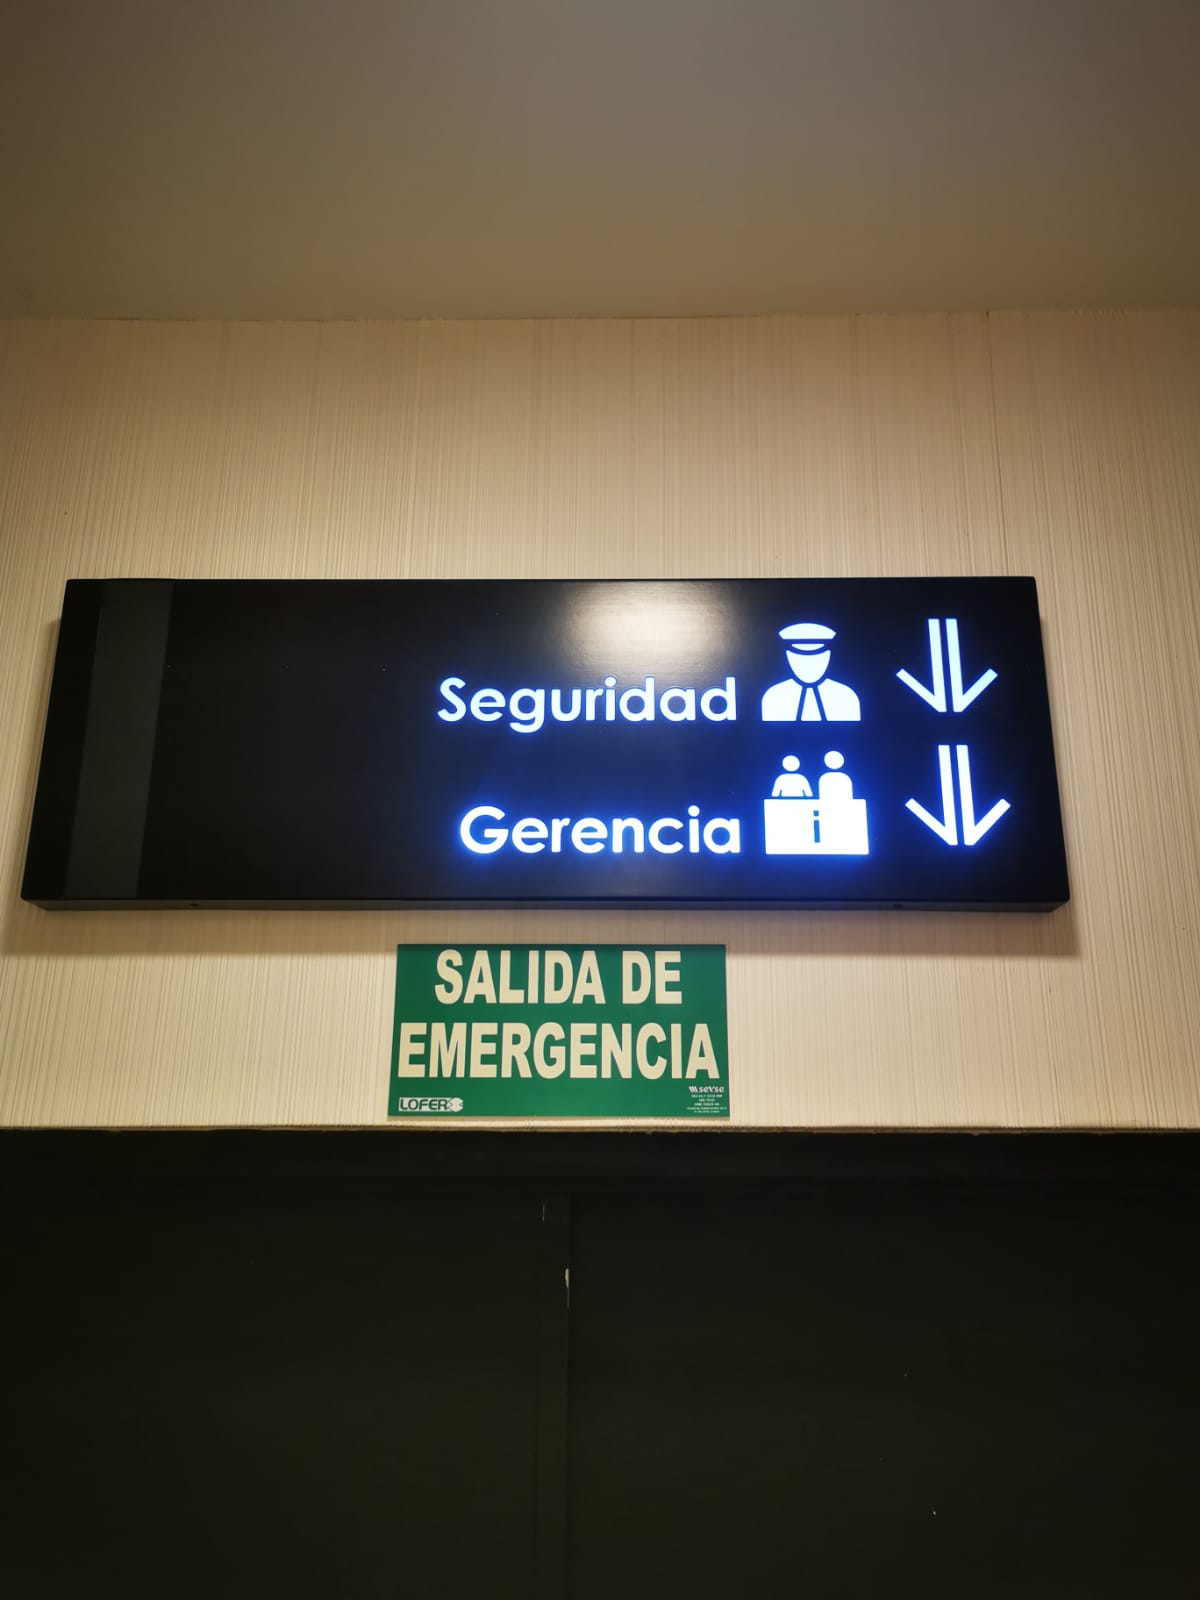 Seguridad
Gerencia
i
SALIDA DE
EMERGENCIA
LOFER
sevse